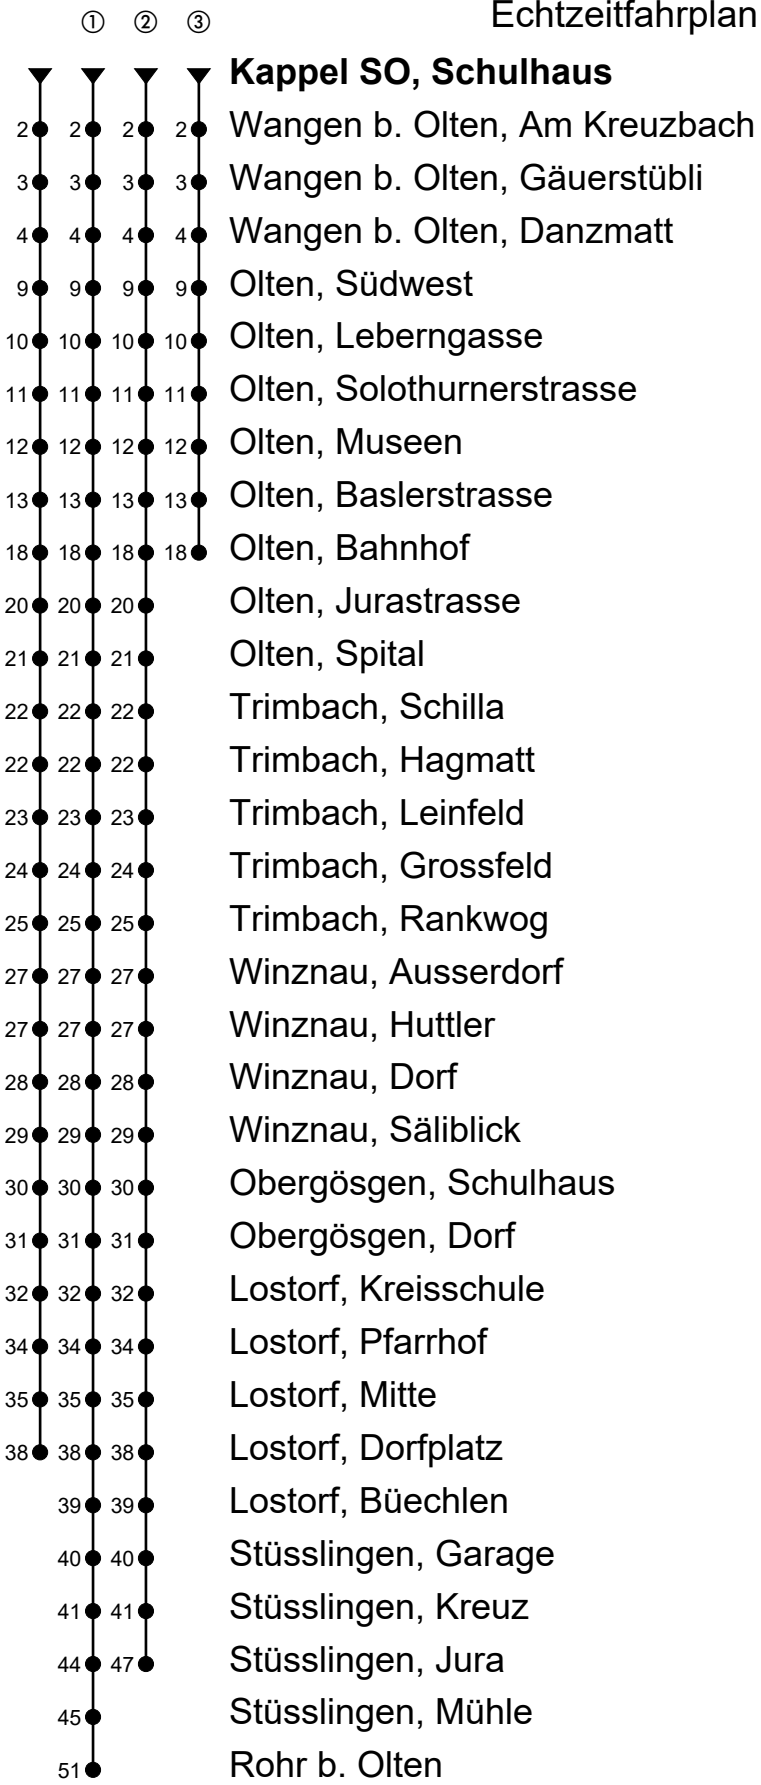 Echtzeitfahrplan
① ② ③
Kappel SO, Schulhaus
2 2 2 2 Wangen b. Olten, Am Kreuzbach
3 3 3 3 Wangen b. Olten, Gäuerstübli
4 4 4 4 Wangen b. Olten, Danzmatt
9 9 9 9 Olten, Südwest
10 10 10 10 Olten, Leberngasse
11 11 11 11 Olten, Solothurnerstrasse
12 12 12 12 Olten, Museen
13 13 13 13 Olten, Baslerstrasse
18 18 18 18 Olten, Bahnhof
20 20 20 Olten, Jurastrasse
21 21 21 Olten, Spital
22 22 22 Trimbach, Schilla
22 22 22 Trimbach, Hagmatt
23 23 23 Trimbach, Leinfeld
24 24 24 Trimbach, Grossfeld
25 25 25 Trimbach, Rankwog
27 27 27 Winznau, Ausserdorf
27 27 27 Winznau, Huttler
28 28 28 Winznau, Dorf
29 29 29 Winznau, Säliblick
30 30 30 Obergösgen, Schulhaus
31 31 31 Obergösgen, Dorf
32 32 32 Lostorf, Kreisschule
34 34 34 Lostorf, Pfarrhof
35 35 35 Lostorf, Mitte
38 38 38 Lostorf, Dorfplatz
39 39 Lostorf, Büechlen
40 40 Stüsslingen, Garage
41 41 Stüsslingen, Kreuz
44 47 Stüsslingen, Jura
45 Stüsslingen, Mühle
51 Rohr b. Olten